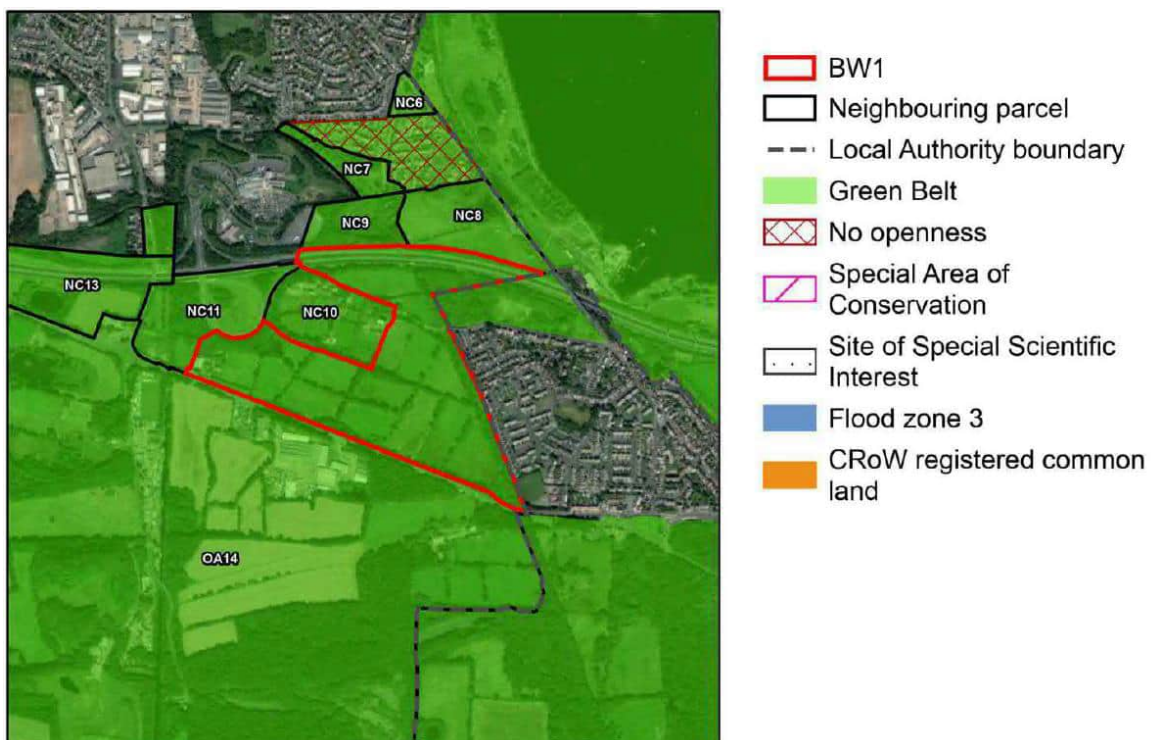 NC6
NC7
NC9
NC8
NC13
NC11
NC10
OA14
BW1
Neighbouring parcel
Local Authority boundary
Green Belt
No openness
Special Area of
Conservation
Site of Special Scientific
Interest
Flood zone 3
CRoW registered common
land